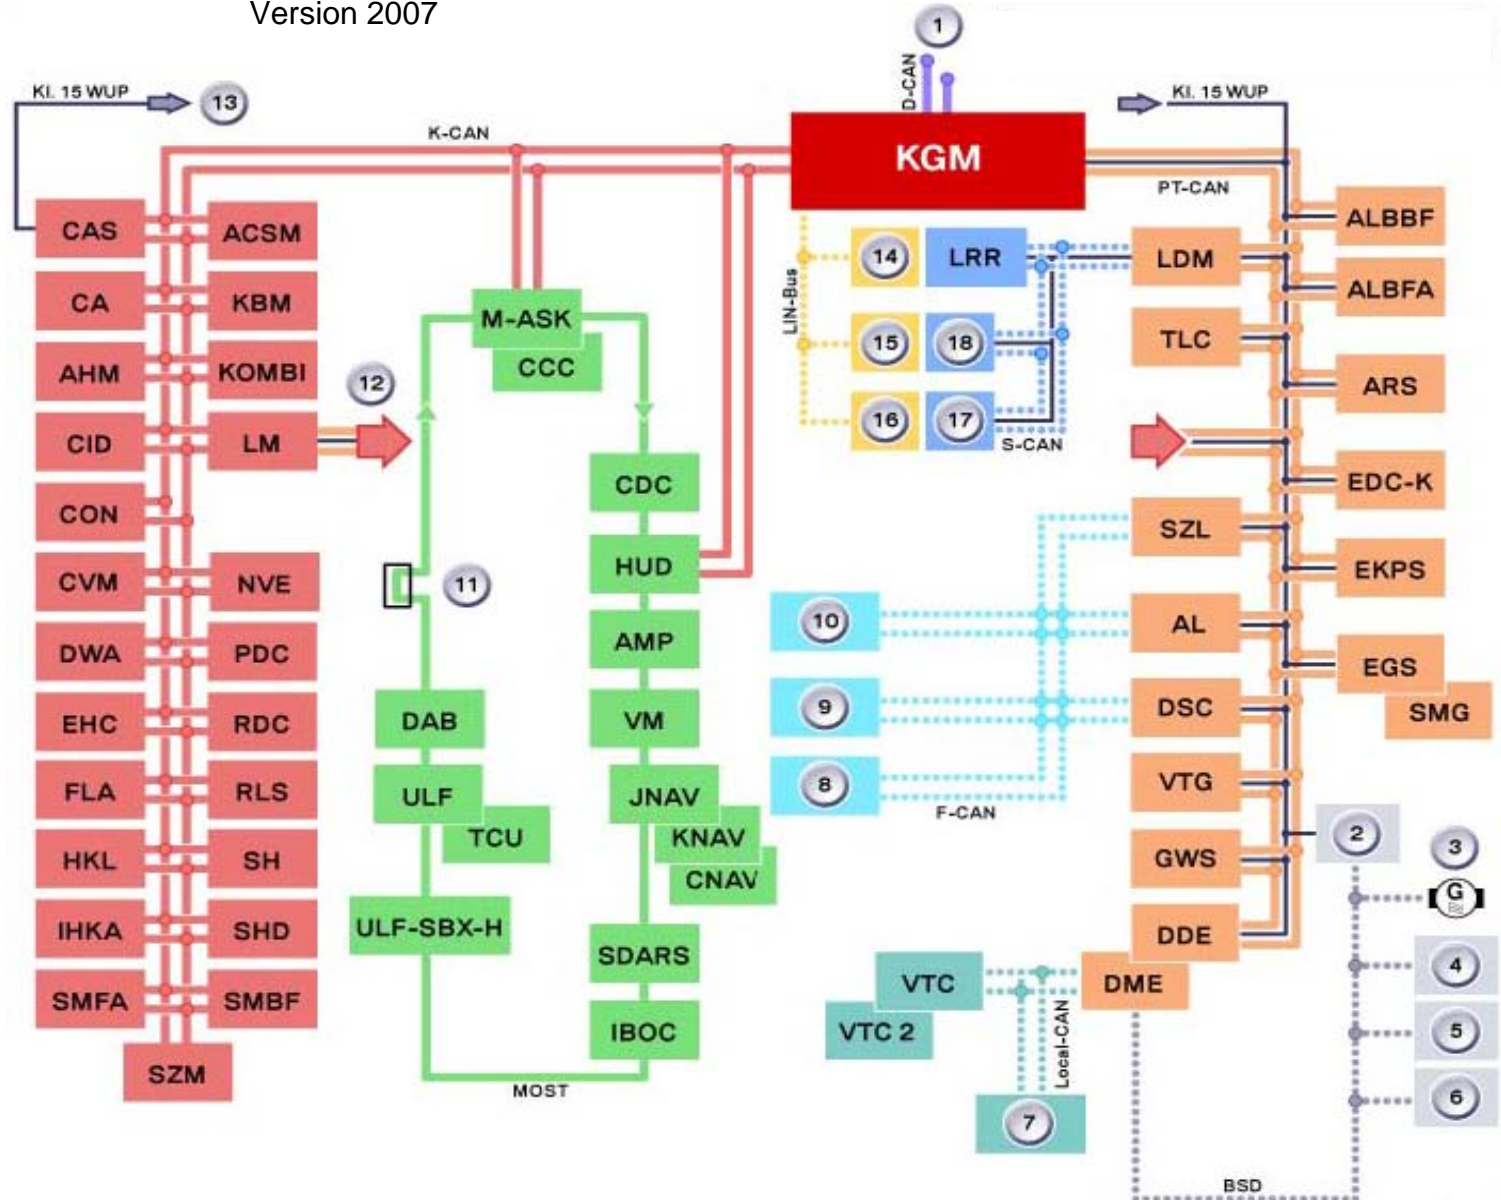 Version 2007
1
D-CAN
Kl. 15 WUP
13
K-CAN
KGM
Kl. 15 WUP
PT-CAN
CAS
ACSM
CA
KBM
AHM
KOMBI
12
CID
LM
CON
CVM
NVE
DWA
PDC
EHC
RDC
FLA
RLS
HKL
SH
IHKA
SHD
SMFA
SMBF
SZM
M-ASK
CCC
CDC
HUD
AMP
VM
JNAV
KNAV
CNAV
SDARS
IBOC
11
DAB
ULF
TCU
ULF-SBX-H
MOST
LIN-Bus
14
LRR
15
18
16
17
S-CAN
LDM
TLC
SZL
AL
DSC
VTG
GWS
DDE
DME
ALBBF
ALBFA
ARS
EDC-K
EKPS
EGS
SMG
10
9
8
F-CAN
VTC
VTC 2
Local-CAN
7
2
3
G
4
5
6
BSD